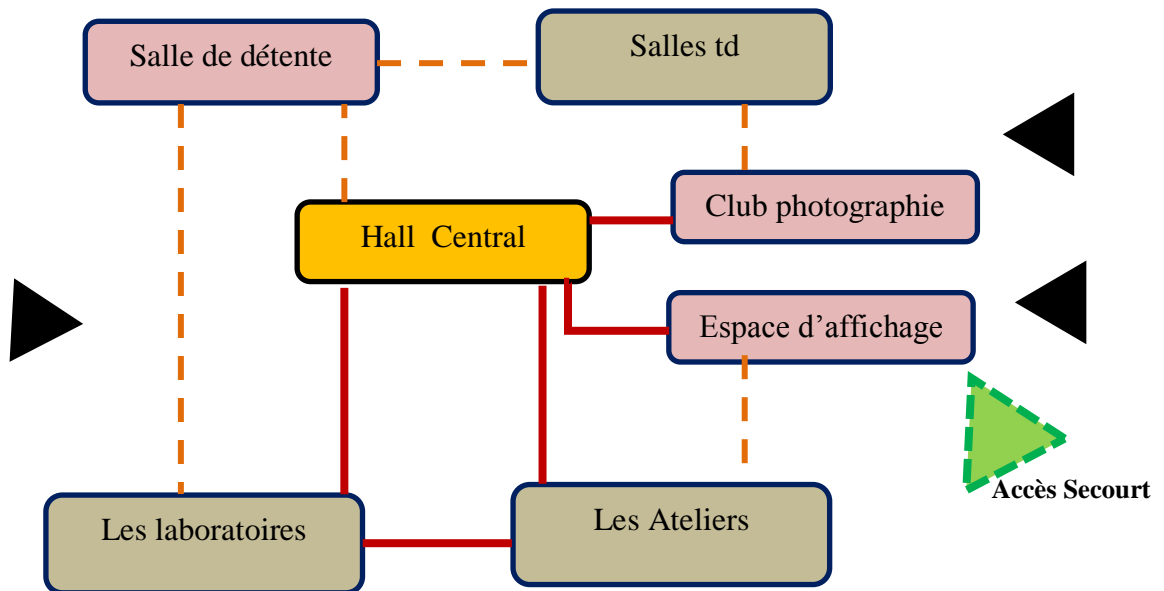 Salle de détente
Salles td
Club photographie
Hall Central
Espace d’affichage
Accès Secourt
Les laboratoires
Les Ateliers